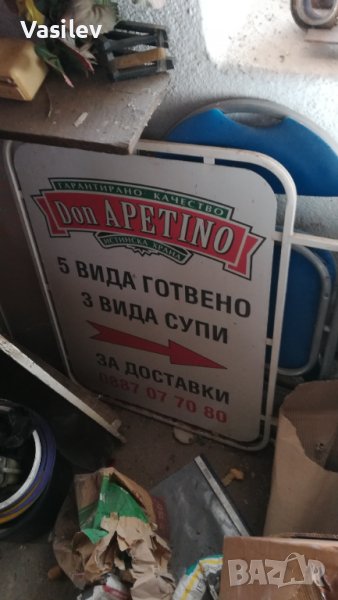 Vasilev
ГАРАНТИРАНО КАЧЕСТВО
Don APETINO
ИСТИНСКА ХРАНА
5 ВИДА ГОТВЕНО
3 ВИДА СУПИ
ЗА ДОСТАВКИ
0887 07 70 80
BAZAR